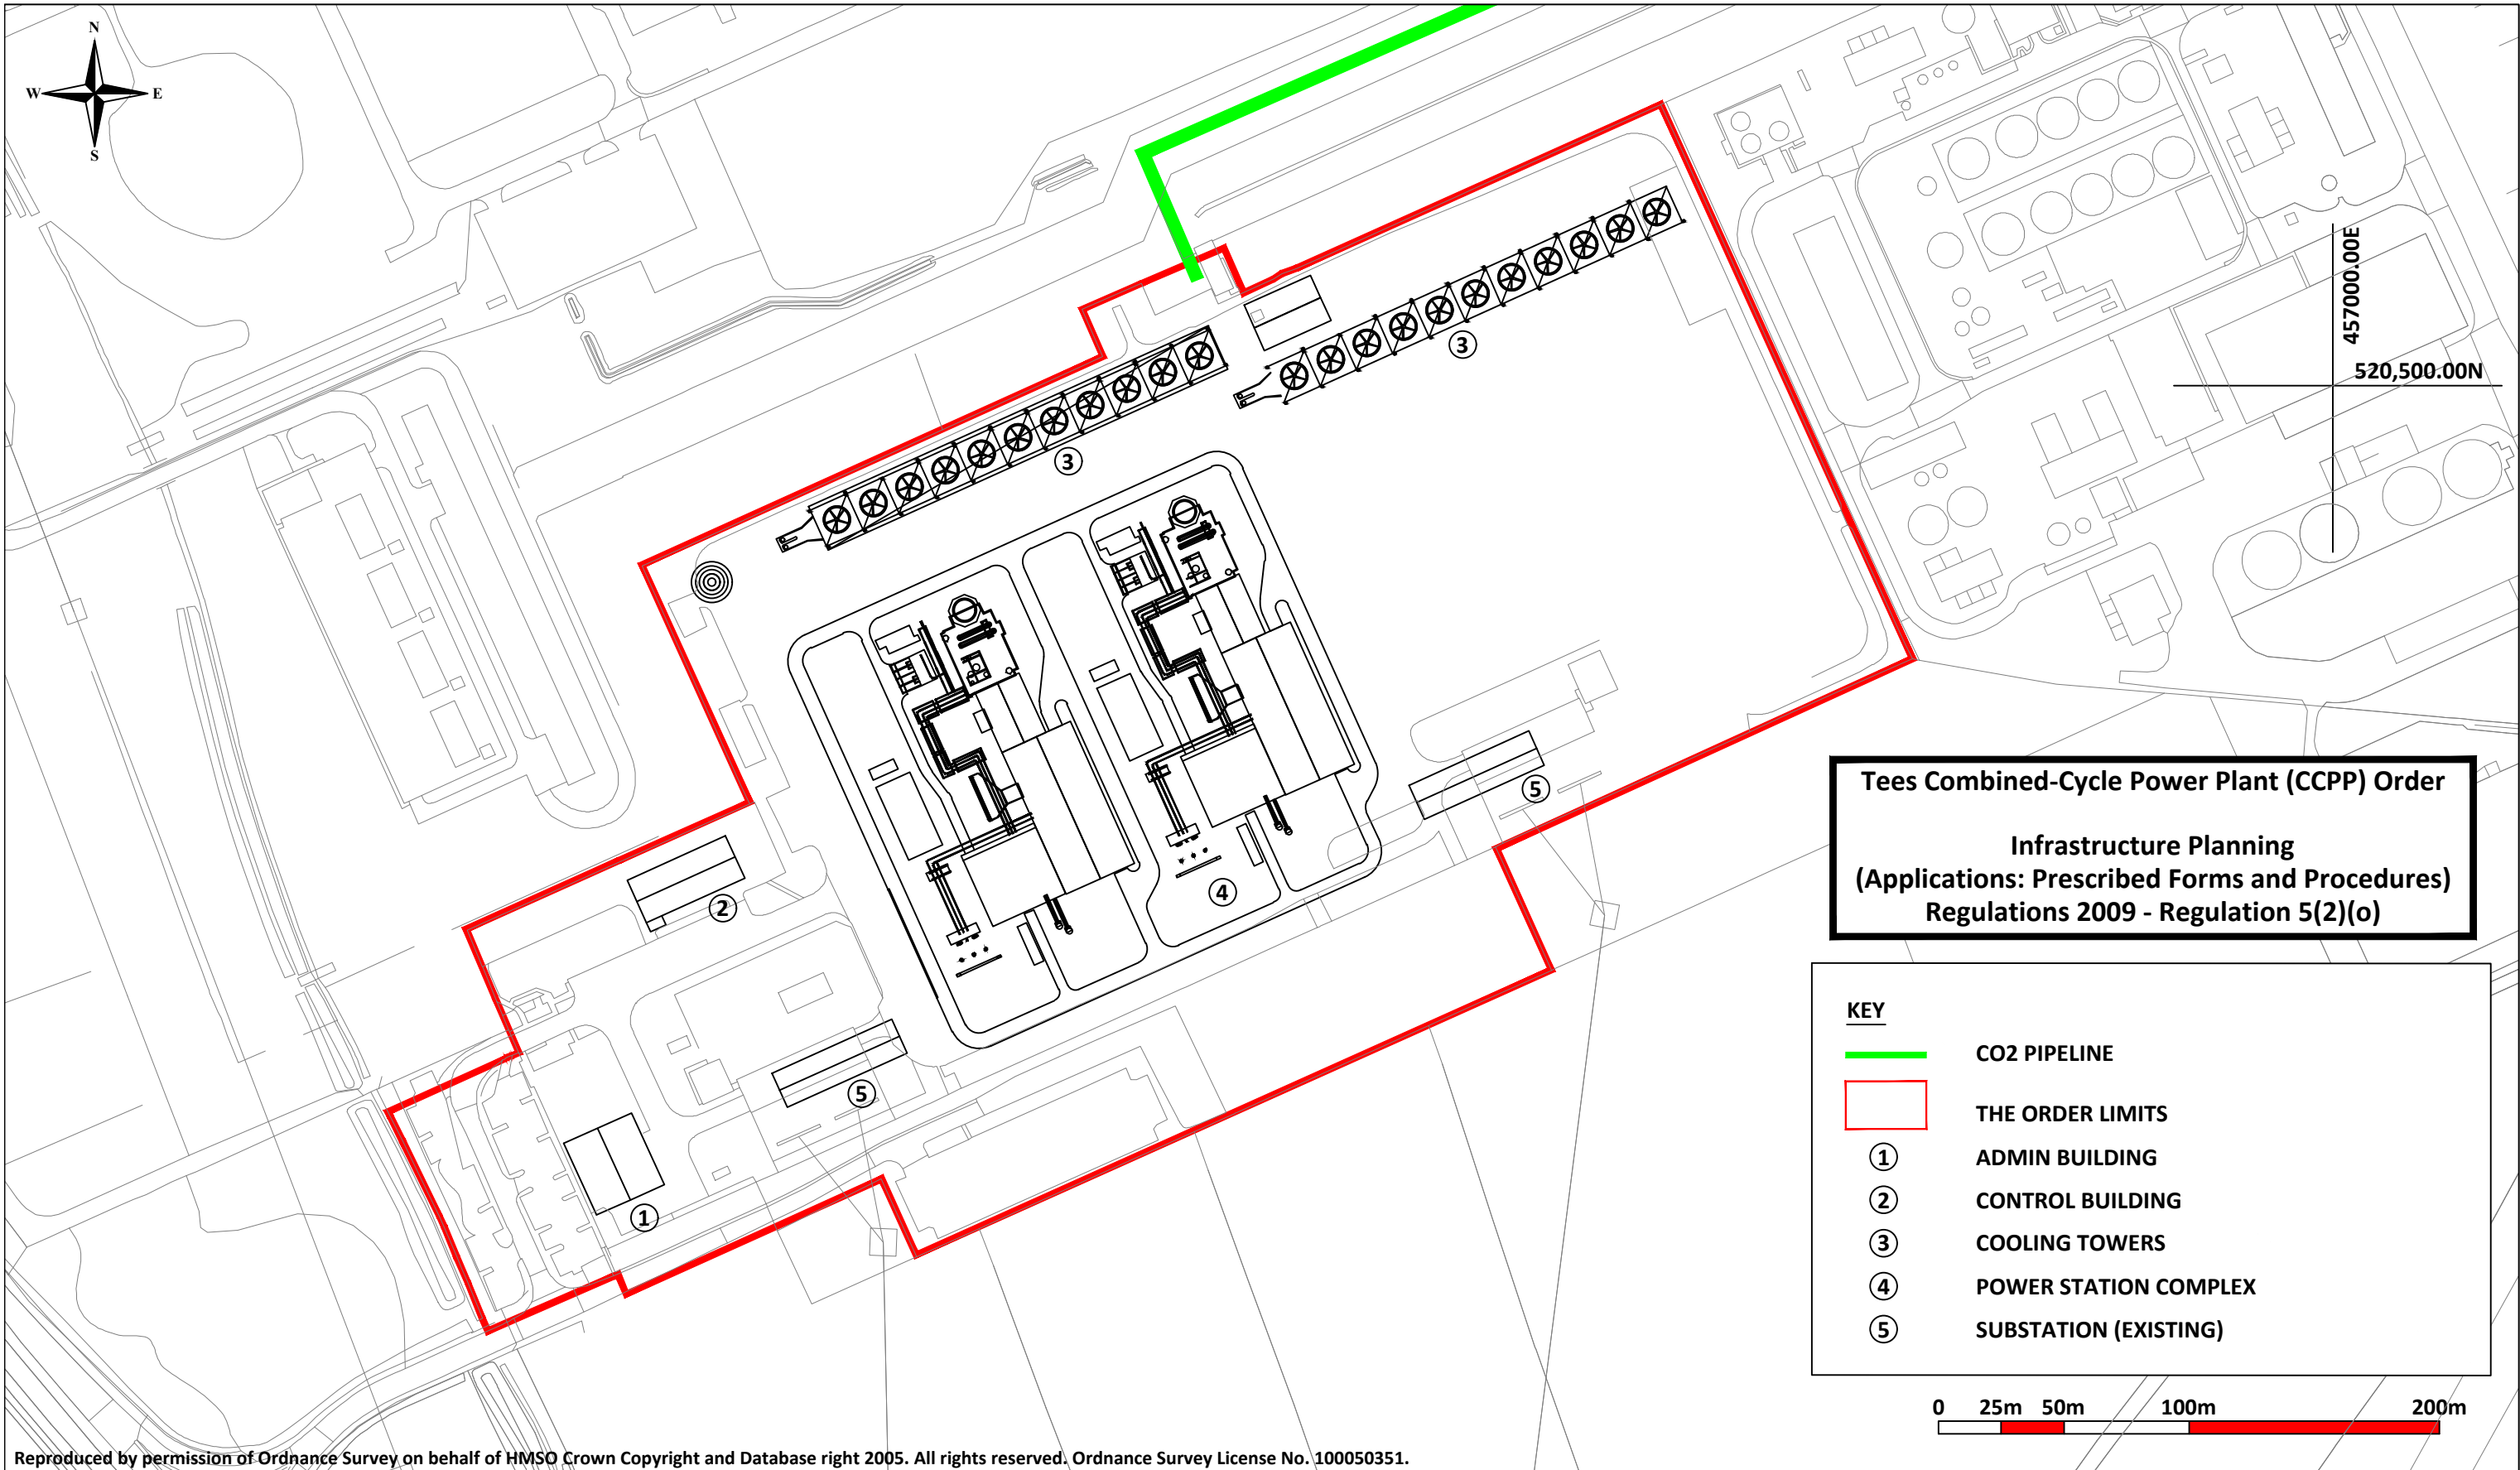 N
W E
S
457000.00E
520,500.00N
3
3
5
4
2
5
1
Tees Combined-Cycle Power Plant (CCPP) Order
Infrastructure Planning
(Applications: Prescribed Forms and Procedures)
Regulations 2009 - Regulation 5(2)(o)
KEY
CO2 PIPELINE
THE ORDER LIMITS
1 ADMIN BUILDING
2 CONTROL BUILDING
3 COOLING TOWERS
4 POWER STATION COMPLEX
5 SUBSTATION (EXISTING)
0 25m 50m 100m 200m
Reproduced by permission of Ordnance Survey on behalf of HMSO Crown Copyright and Database right 2005. All rights reserved. Ordnance Survey License No. 100050351.